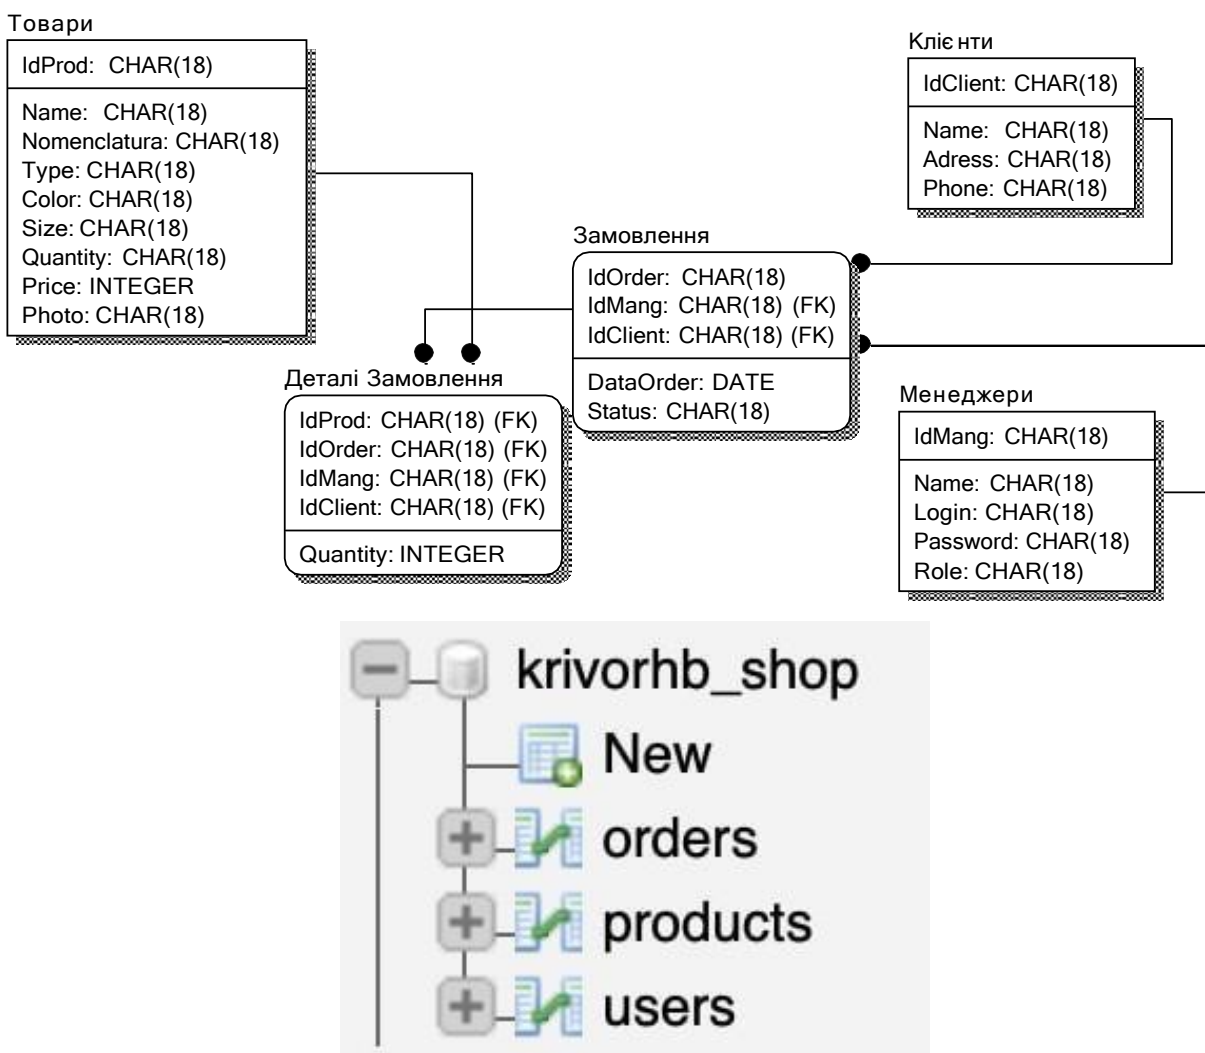 Товари
IdProd: CHAR(18)
Name: CHAR(18)
Nomenclatura: CHAR(18)
Type: CHAR(18)
Color: CHAR(18)
Size: CHAR(18)
Quantity: CHAR(18)
Price: INTEGER
Photo: CHAR(18)
Клієнти
IdClient: CHAR(18)
Name: CHAR(18)
Adress: CHAR(18)
Phone: CHAR(18)
Замовлення
IdOrder: CHAR(18)
IdMang: CHAR(18) (FK)
IdClient: CHAR(18) (FK)
DataOrder: DATE
Status: CHAR(18)
Деталі Замовлення
IdProd: CHAR(18) (FK)
IdOrder: CHAR(18) (FK)
IdMang: CHAR(18) (FK)
IdClient: CHAR(18) (FK)
Quantity: INTEGER
Менеджери
IdMang: CHAR(18)
Name: CHAR(18)
Login: CHAR(18)
Password: CHAR(18)
Role: CHAR(18)
krivorhb_shop
New
orders
products
users